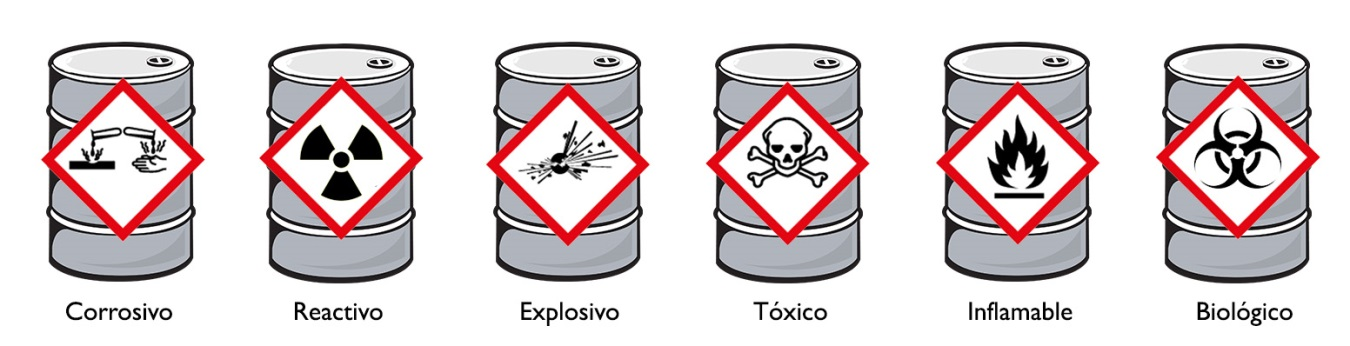 Corrosivo
Reactivo
Explosivo
Tóxico
Inflamable
Biológico